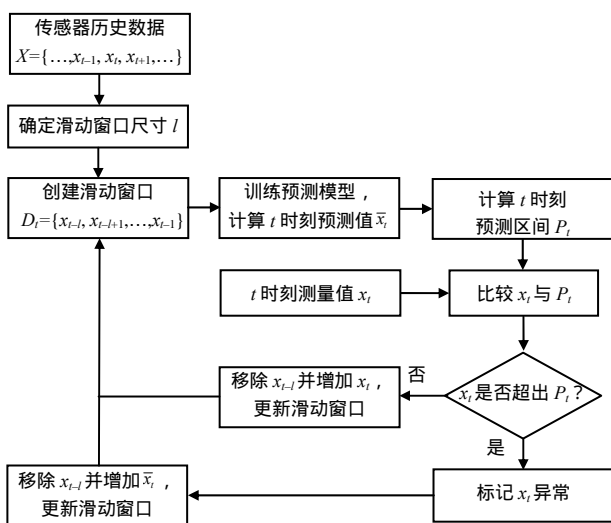 传感器历史数据
X={…,xₜ₋₁, xₜ, xₜ₊₁,…}
确定滑动窗口尺寸 l
创建滑动窗口
Dₜ={xₜ₋ₗ, xₜ₋ₗ₊₁,…,xₜ₋₁}
训练预测模型，
计算 t 时刻预测值 x̄ₜ
计算 t 时刻
预测区间 Pₜ
t 时刻测量值 xₜ
比较 xₜ 与 Pₜ
xₜ 是否超出 Pₜ？
否
移除 xₜ₋ₗ 并增加 xₜ，
更新滑动窗口
是
标记 xₜ 异常
移除 xₜ₋ₗ 并增加 x̄ₜ，
更新滑动窗口